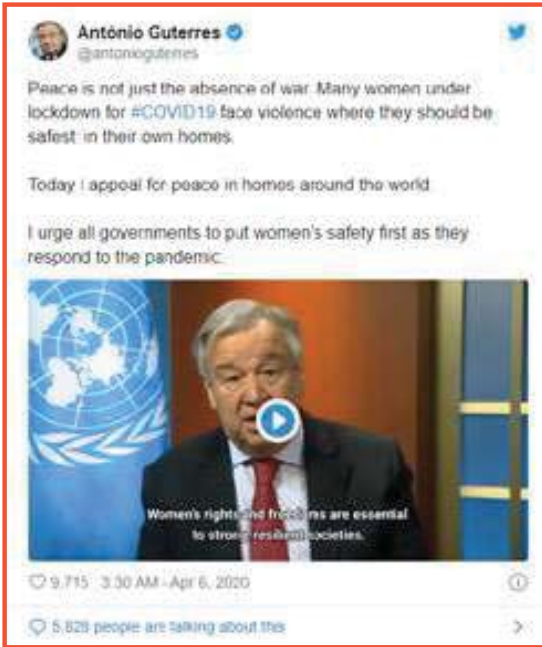 António Guterres
@antonioguterres
Peace is not just the absence of war. Many women under
lockdown for #COVID19 face violence where they should be
safest: in their own homes.
Today I appeal for peace in homes around the world.
I urge all governments to put women's safety first as they
respond to the pandemic.
Women's rights and freedoms are essential
to strong, resilient societies.
9,715 3:30 AM - Apr 6, 2020
5,828 people are talking about this